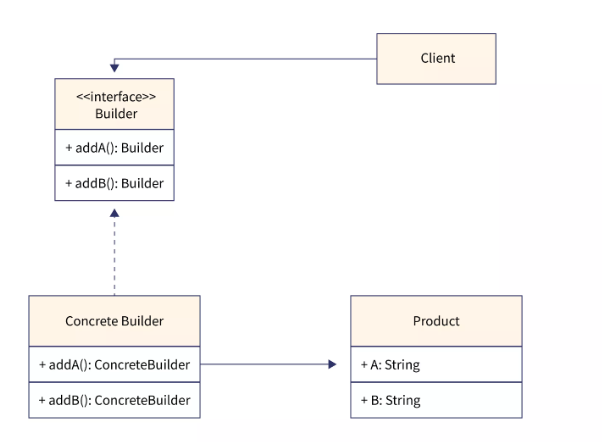 Client
<<interface>>
Builder
+ addA(): Builder
+ addB(): Builder
Concrete Builder
+ addA(): ConcreteBuilder
+ addB(): ConcreteBuilder
Product
+ A: String
+ B: String